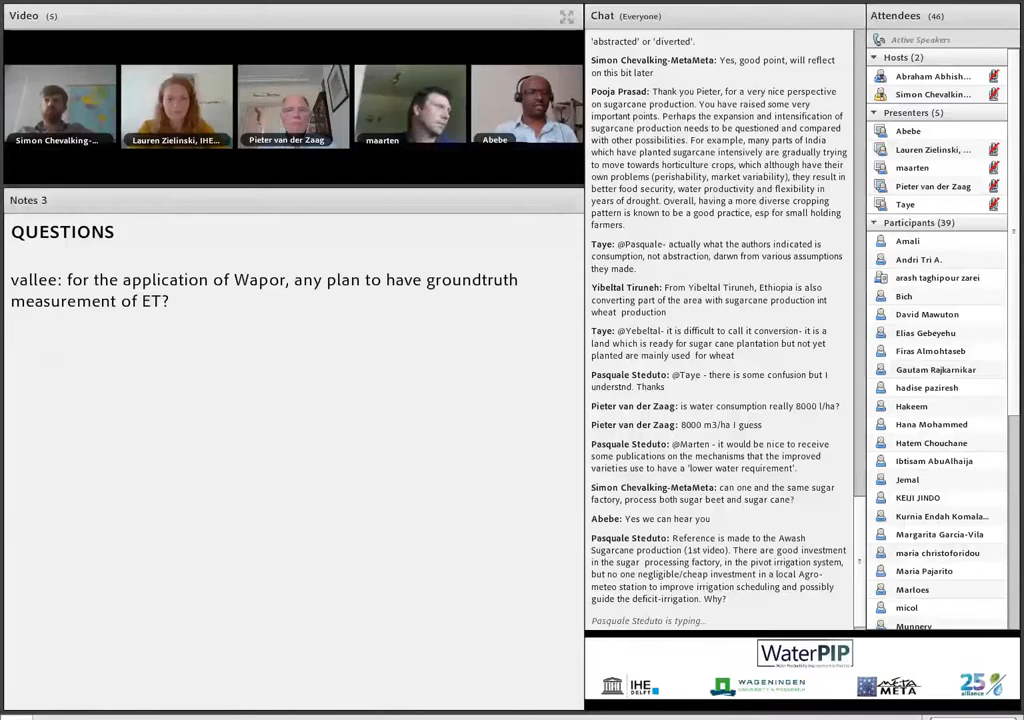 Video (5)
Simon Chevalking-...
Lauren Zielinski, IHE...
Pieter van der Zaag
maarten
Abebe
Notes 3
QUESTIONS
vallee: for the application of Wapor, any plan to have groundtruth
measurement of ET?
Chat (Everyone)
'abstracted' or 'diverted'.
Simon Chevalking-MetaMeta: Yes, good point, will reflect
on this bit later
Pooja Prasad: Thank you Pieter, for a very nice perspective
on sugarcane production. You have raised some very
important points. Perhaps the expansion and intensification of
sugarcane production needs to be questioned and compared
with other possibilities. For example, many parts of India
which have planted sugarcane intensively are gradually trying
to move towards horticulture crops, which although have their
own problems (perishability, market variability), they result in
better food security, water productivity and flexibility in
years of drought. Overall, having a more diverse cropping
pattern is known to be a good practice, esp for small holding
farmers.
Taye: @Pasquale- actually what the authors indicated is
consumption, not abstraction, darwn from various assumptions
they made.
Yibeltal Tiruneh: From Yibeltal Tiruneh, Ethiopia is also
converting part of the area with sugarcane production int
wheat production
Taye: @Yebeltal- it is difficult to call it conversion- it is a
land which is ready for sugar cane plantation but not yet
planted are mainly used for wheat
Pasquale Steduto: @Taye - there is some confusion but I
understnd. Thanks
Pieter van der Zaag: is water consumption really 8000 l/ha?
Pieter van der Zaag: 8000 m3/ha I guess
Pasquale Steduto: @Marten - it would be nice to receive
some publications on the mechanisms that the improved
varieties use to have a 'lower water requirement'.
Simon Chevalking-MetaMeta: can one and the same sugar
factory, process both sugar beet and sugar cane?
Abebe: Yes we can hear you
Pasquale Steduto: Reference is made to the Awash
Sugarcane production (1st video). There are good investment
in the sugar processing factory, in the pivot irrigation system,
but no one negligible/cheap investment in a local Agro-
meteo station to improve irrigation scheduling and possibly
guide the deficit-irrigation. Why?
Pasquale Steduto is typing...
Attendees (46)
Active Speakers
Hosts (2)
Abraham Abhish...
Simon Chevalkin...
Presenters (5)
Abebe
Lauren Zielinski, ...
maarten
Pieter van der Zaag
Taye
Participants (39)
Amali
Andri Tri A.
arash taghipour zarei
Bich
David Mawuton
Elias Gebeyehu
Firas Almohtaseb
Gautam Rajkarnikar
hadise paziresh
Hakeem
Hana Mohammed
Hatem Chouchane
Ibtisam AbuAlhaija
Jemal
KEIJI JINDO
Kurnia Endah Komala...
Margarita Garcia-Vila
maria christoforidou
Maria Pajarito
Marloes
micol
Munnery
WaterPIP
IHE
DELFT
WAGENINGEN
META
META
25
alliance